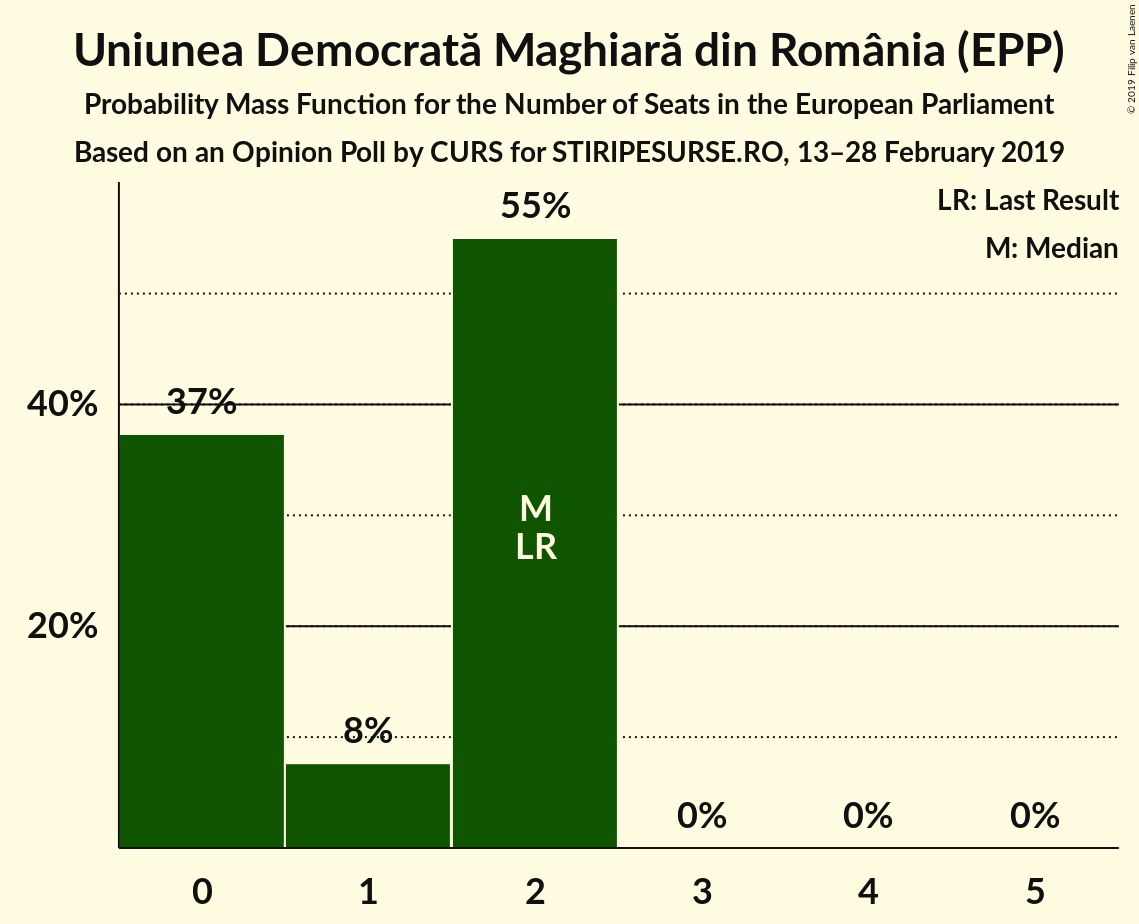 Uniunea Democrată Maghiară din România (EPP)
Probability Mass Function for the Number of Seats in the European Parliament
Based on an Opinion Poll by CURS for STIRIPESURSE.RO, 13–28 February 2019
© 2019 Filip van Laenen
LR: Last Result
M: Median
55%
40%
37%
M
LR
20%
8%
0% 0% 0%
0 1 2 3 4 5